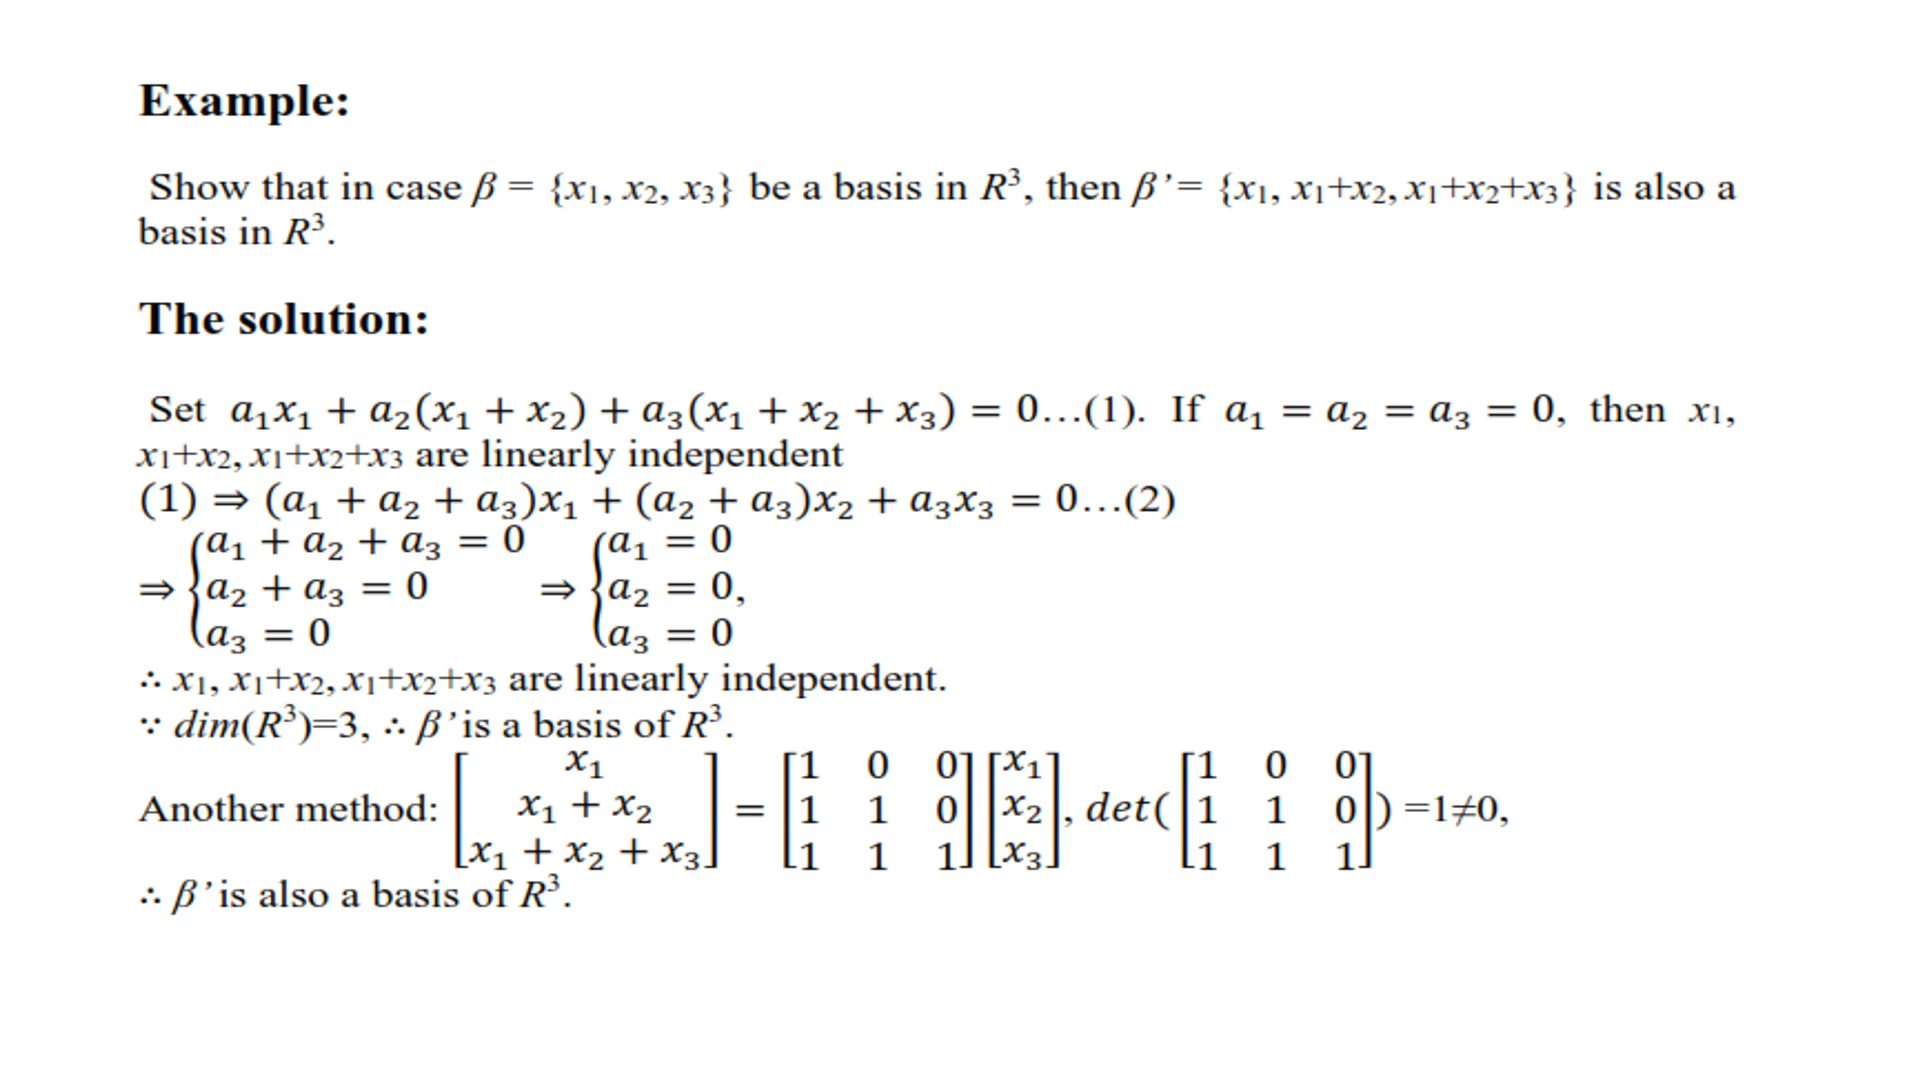 Example:
Show that in case β = {x₁, x₂, x₃} be a basis in R³, then β’= {x₁, x₁+x₂, x₁+x₂+x₃} is also a
basis in R³.
The solution:
Set a₁x₁ + a₂(x₁ + x₂) + a₃(x₁ + x₂ + x₃) = 0…(1). If a₁ = a₂ = a₃ = 0, then x₁,
x₁+x₂, x₁+x₂+x₃ are linearly independent
(1) ⇒ (a₁ + a₂ + a₃)x₁ + (a₂ + a₃)x₂ + a₃x₃ = 0…(2)
⇒ {a₁ + a₂ + a₃ = 0 ⇒ {a₁ = 0
a₂ + a₃ = 0 a₂ = 0,
a₃ = 0 a₃ = 0
∴ x₁, x₁+x₂, x₁+x₂+x₃ are linearly independent.
∵ dim(R³)=3, ∴ β’is a basis of R³.
Another method: [x₁; x₁ + x₂; x₁ + x₂ + x₃] = [1 0 0; 1 1 0; 1 1 1] [x₁; x₂; x₃], det([1 0 0; 1 1 0; 1 1 1]) =1≠0,
∴ β’is also a basis of R³.